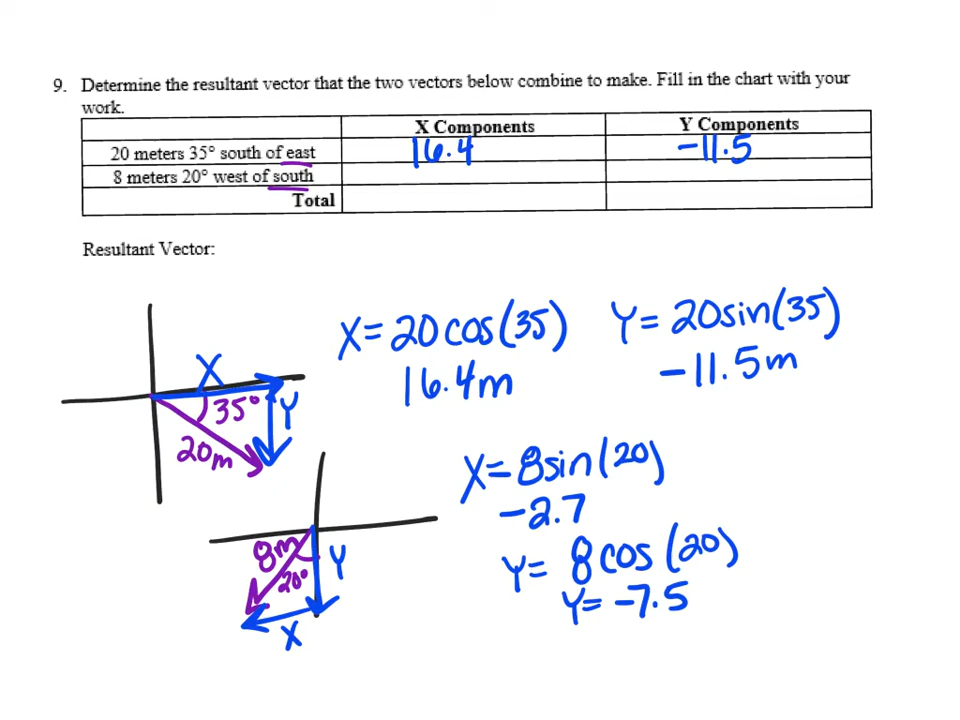 9. Determine the resultant vector that the two vectors below combine to make. Fill in the chart with your
work.
X Components Y Components
20 meters 35° south of east 16.4 -11.5
8 meters 20° west of south
Total
Resultant Vector:
X=20cos(35) Y=20sin(35)
16.4m -11.5m
X
35° Y
20m
X=8sin(20)
-2.7
8m Y
20°
X
Y= 8cos(20)
Y= -7.5